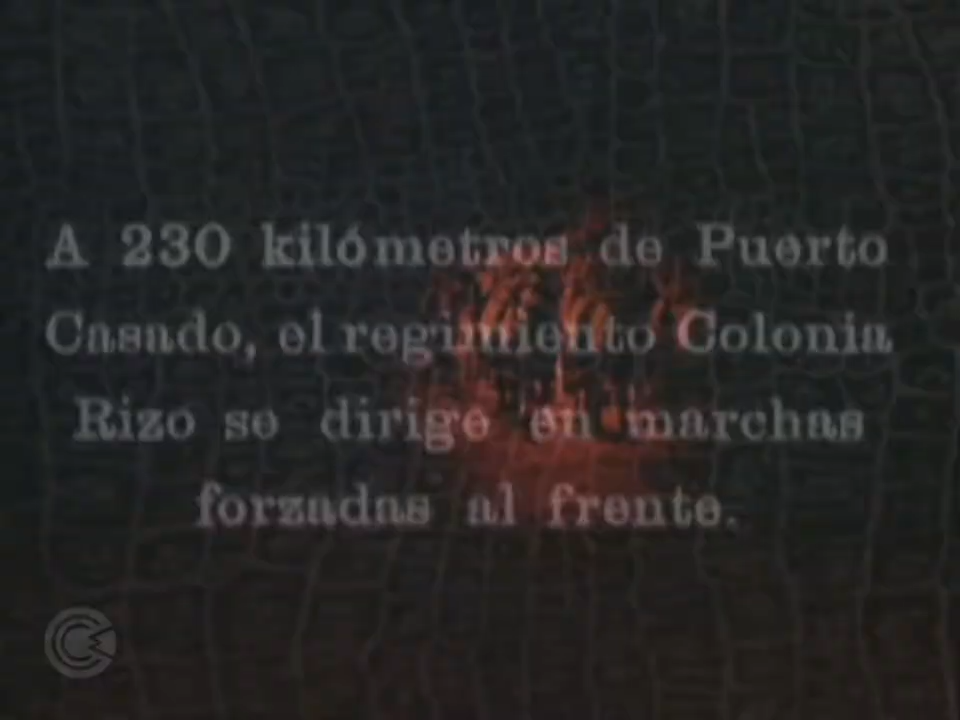 A 230 kilómetros de Puerto
Casado, el regimiento Colonia
Rizo se dirige en marchas
forzadas al frente.